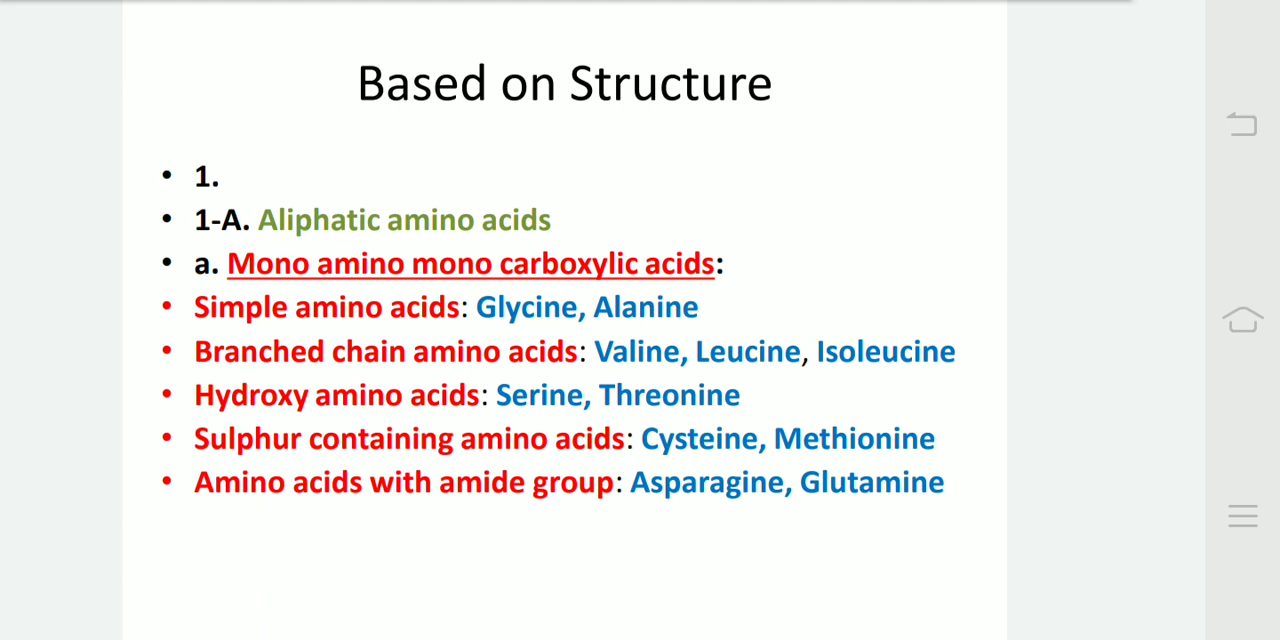 Based on Structure
• 1.
• 1-A. Aliphatic amino acids
• a. Mono amino mono carboxylic acids:
• Simple amino acids: Glycine, Alanine
• Branched chain amino acids: Valine, Leucine, Isoleucine
• Hydroxy amino acids: Serine, Threonine
• Sulphur containing amino acids: Cysteine, Methionine
• Amino acids with amide group: Asparagine, Glutamine